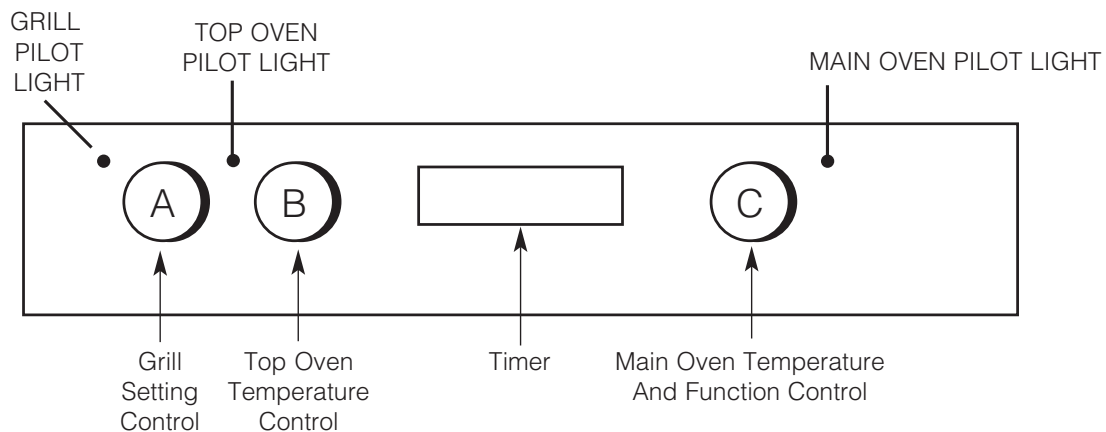 GRILL
PILOT
LIGHT
TOP OVEN
PILOT LIGHT
MAIN OVEN PILOT LIGHT
A
B
C
Grill
Setting
Control
Top Oven
Temperature
Control
Timer
Main Oven Temperature
And Function Control